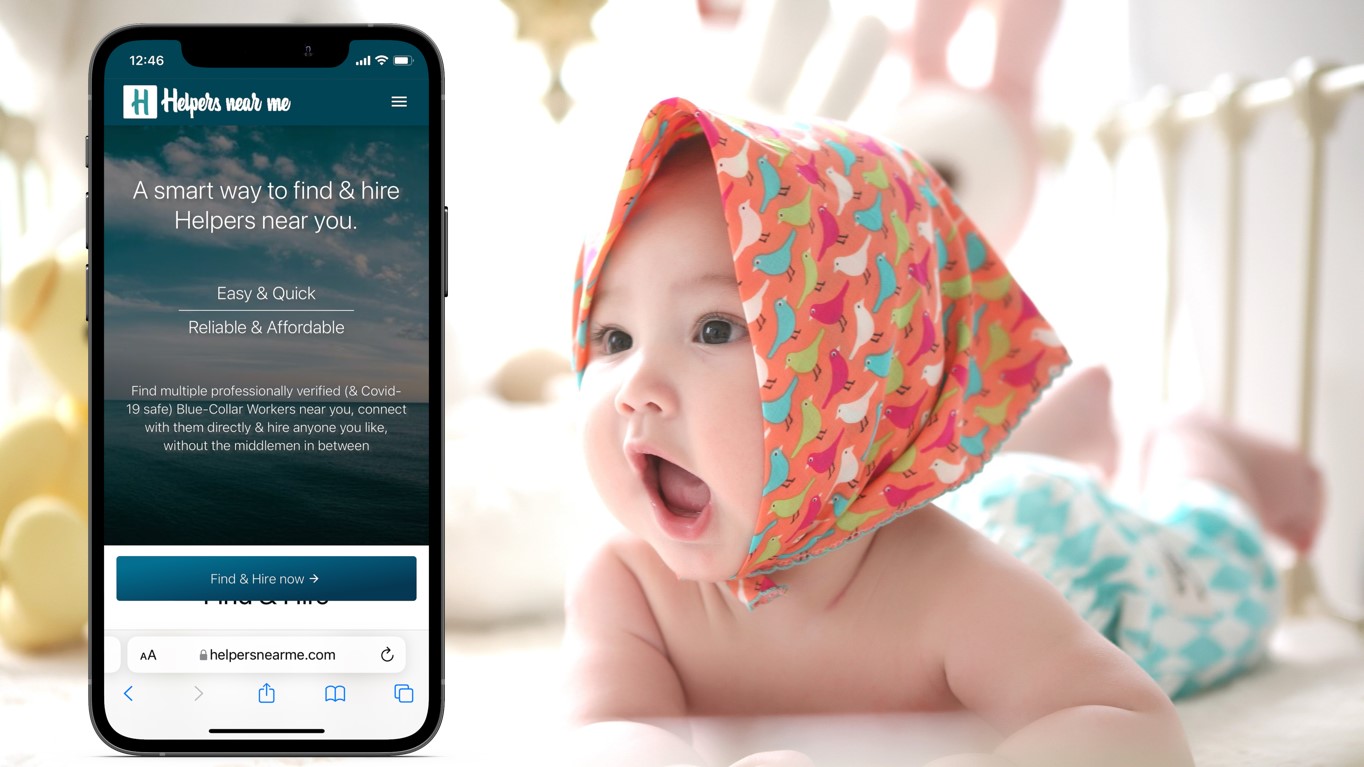 12:46
H Helpers near me
A smart way to find & hire
Helpers near you.
Easy & Quick
Reliable & Affordable
Find multiple professionally verified (& Covid-
19 safe) Blue-Collar Workers near you, connect
with them directly & hire anyone you like,
without the middlemen in between
Find & Hire now →
Find & Hire
AA helpersnearme.com